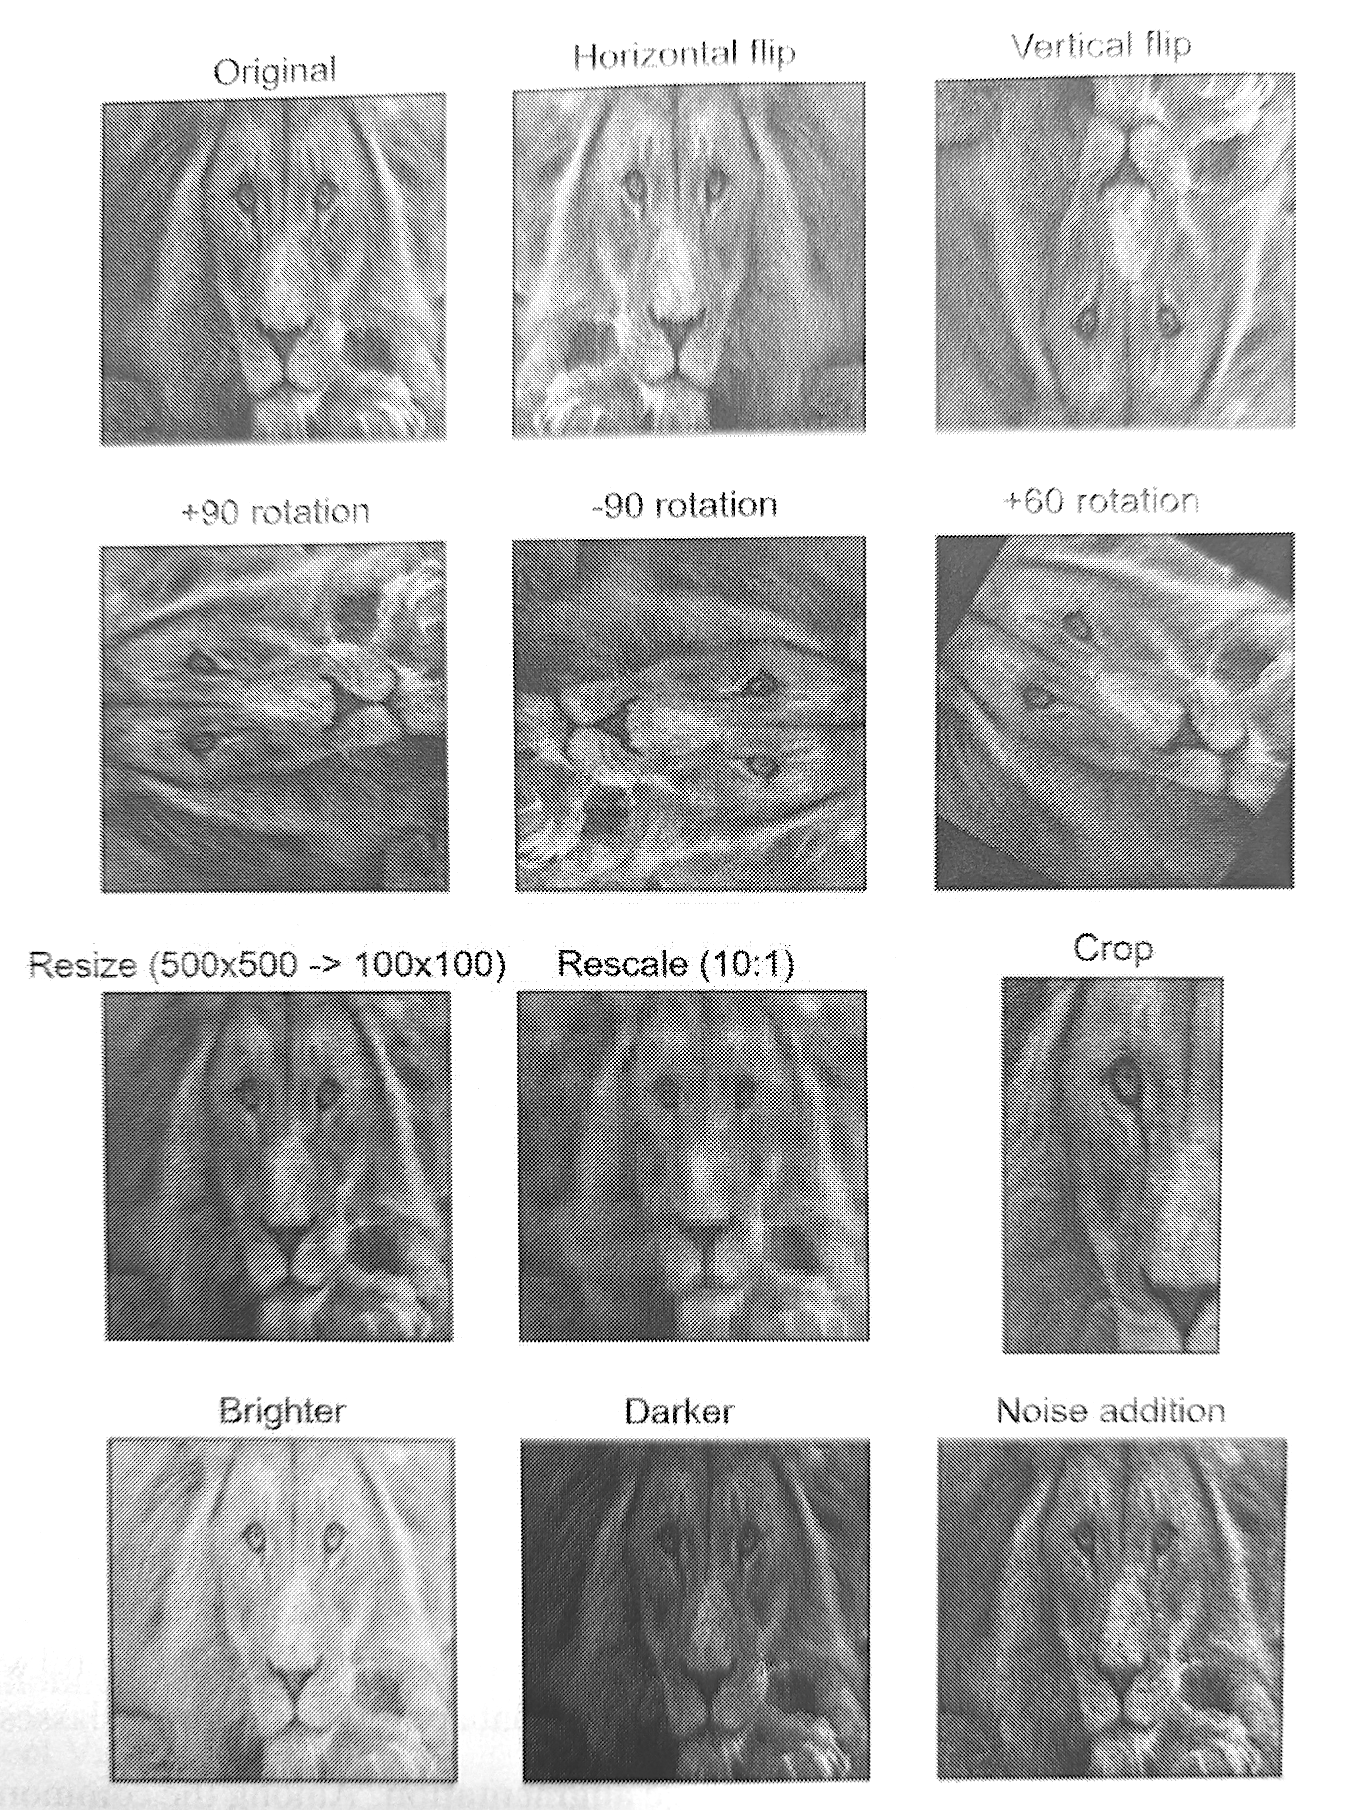 Original
Horizontal flip
Vertical flip
+90 rotation
-90 rotation
+60 rotation
Resize (500x500 -> 100x100)
Rescale (10:1)
Crop
Brighter
Darker
Noise addition